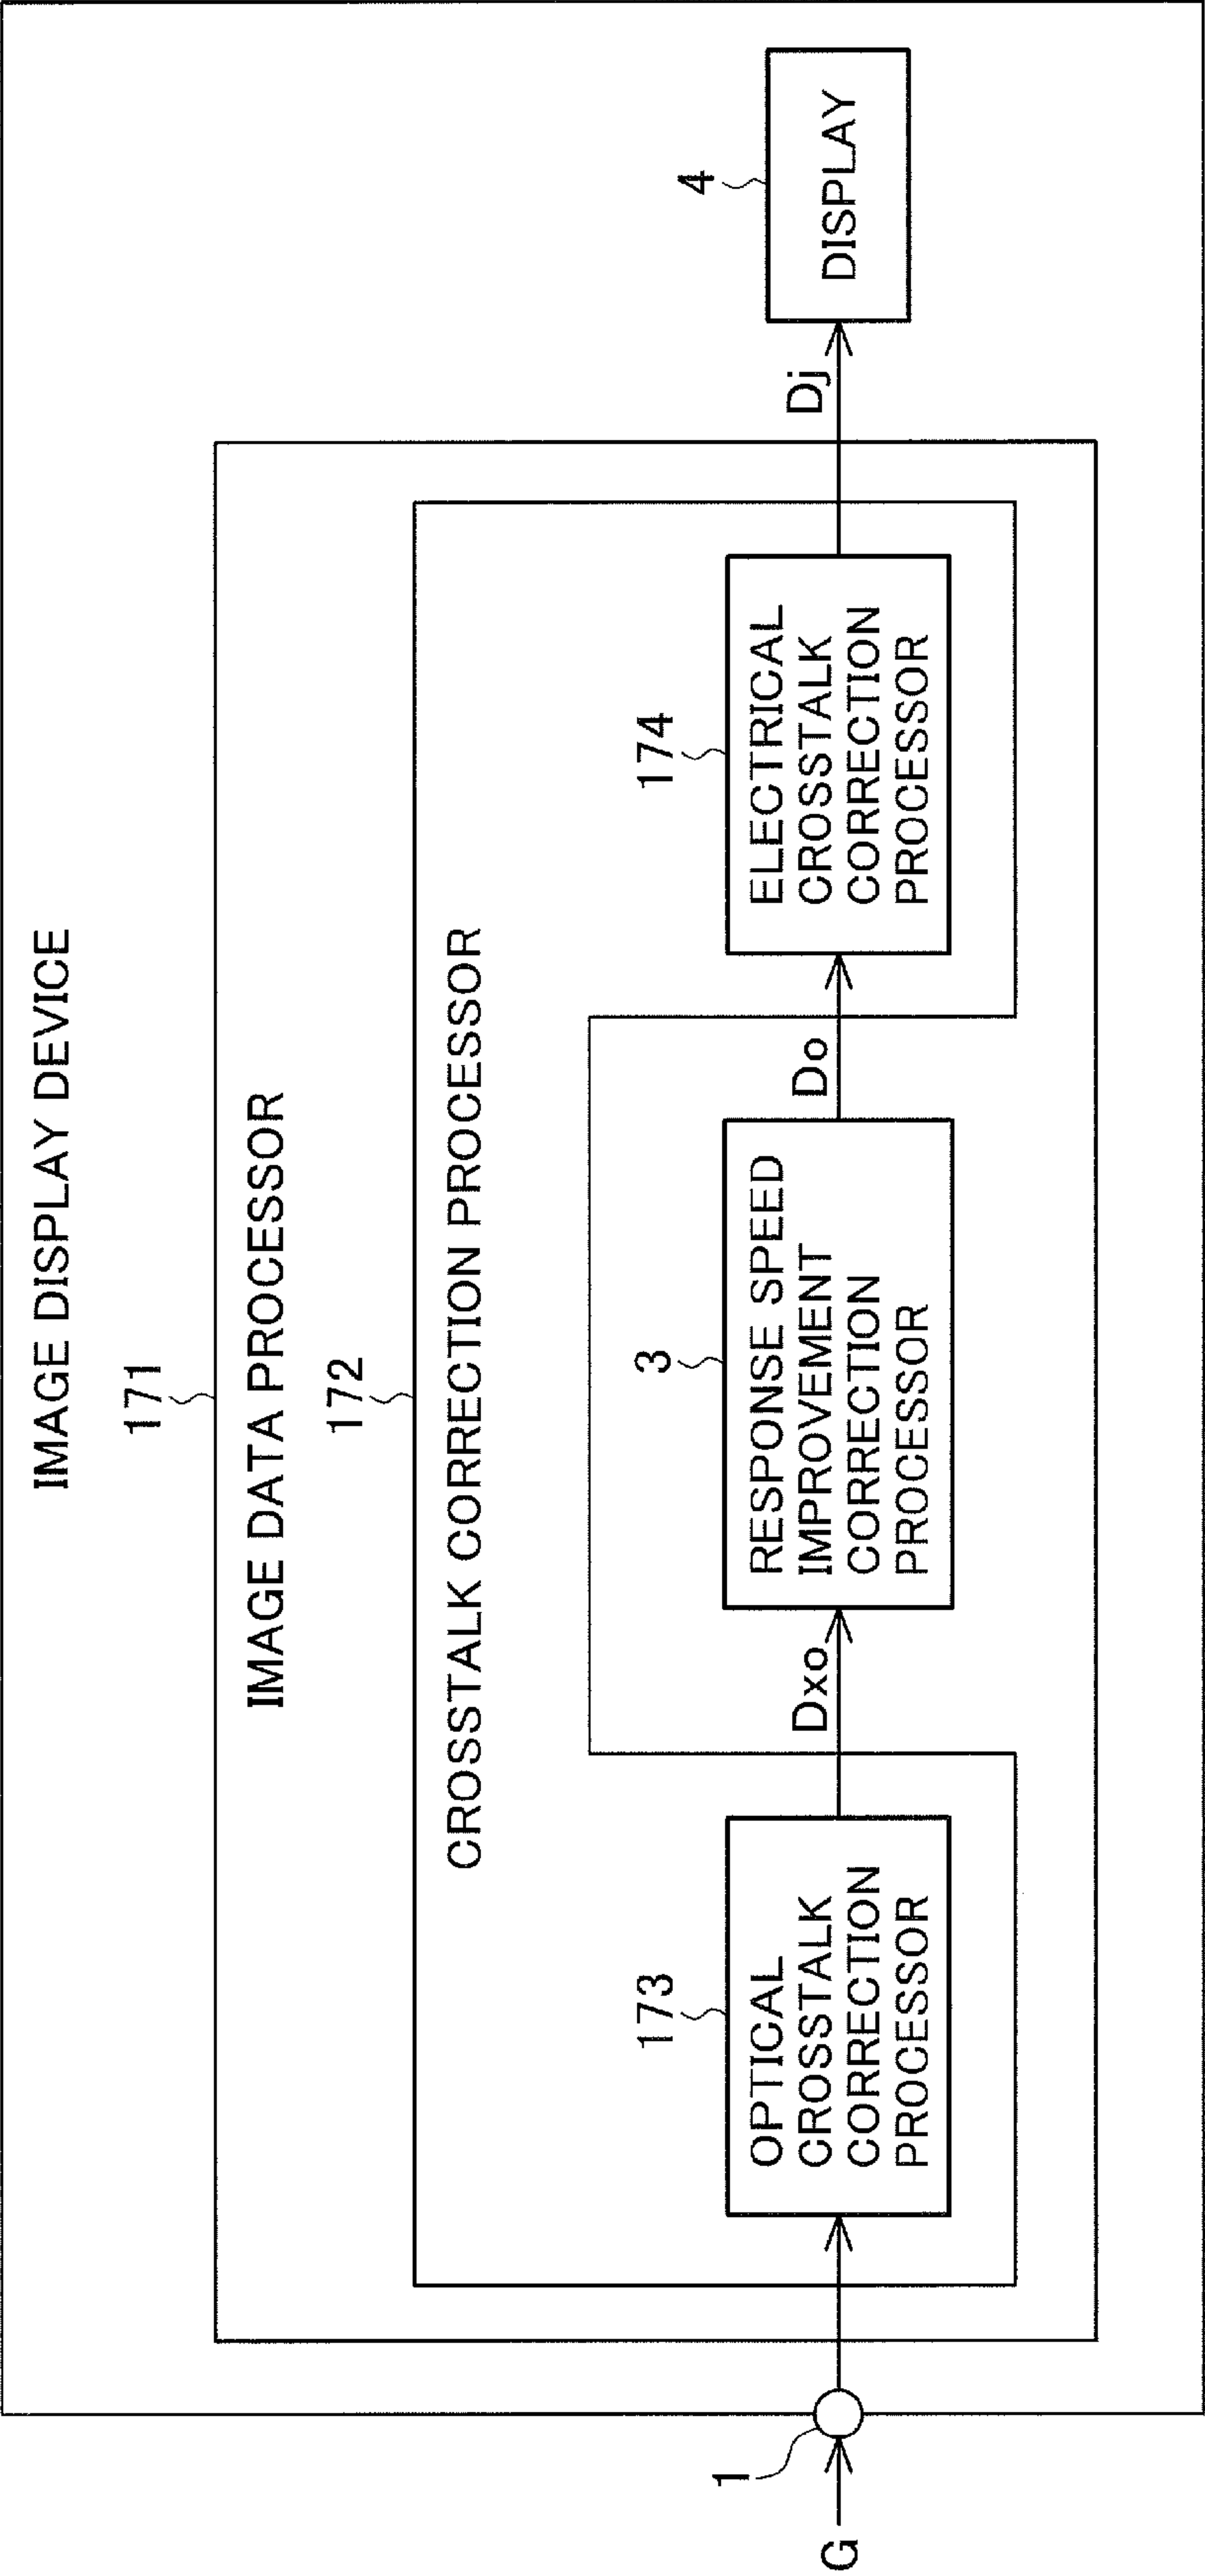 IMAGE DISPLAY DEVICE
171
IMAGE DATA PROCESSOR
172
CROSSTALK CORRECTION PROCESSOR
G
1
173
OPTICAL
CROSSTALK
CORRECTION
PROCESSOR
Dxo
3
RESPONSE SPEED
IMPROVEMENT
CORRECTION
PROCESSOR
Do
174
ELECTRICAL
CROSSTALK
CORRECTION
PROCESSOR
Dj
4
DISPLAY